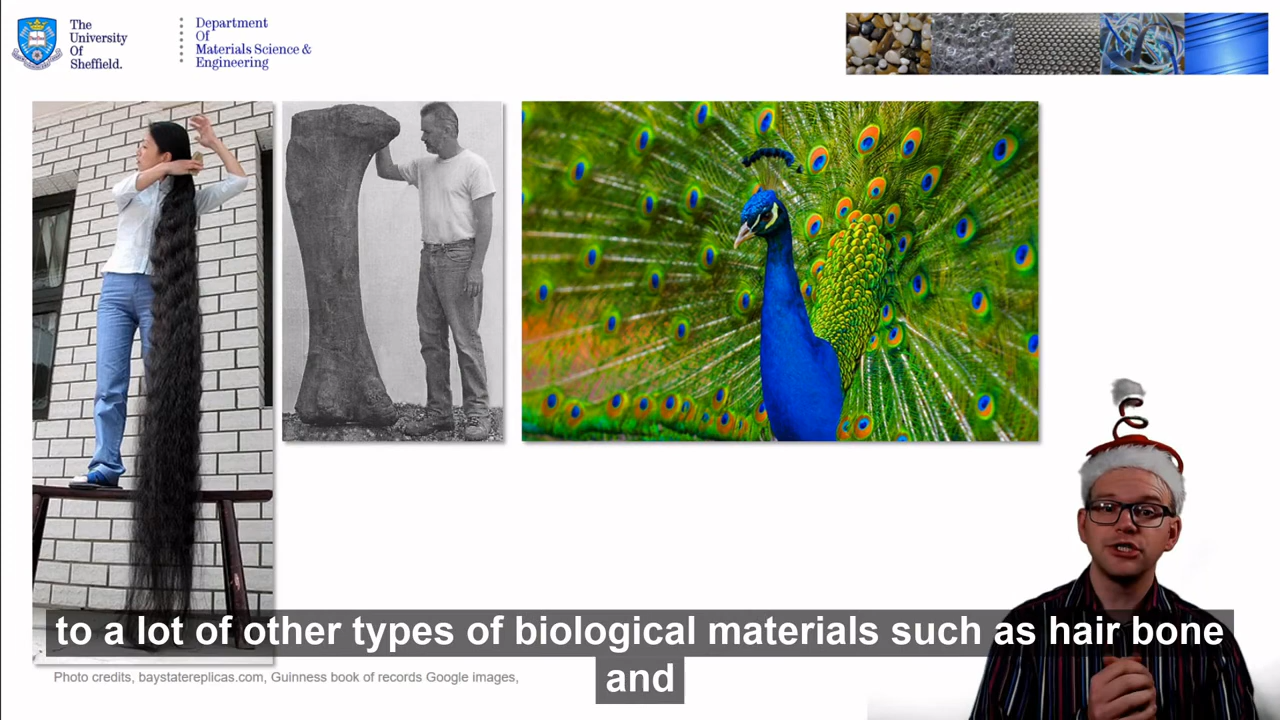 The
University
Of
Sheffield.
Department
Of
Materials Science &
Engineering
to a lot of other types of biological materials such as hair bone
and
Photo credits, baystatereplicas.com, Guinness book of records Google images,